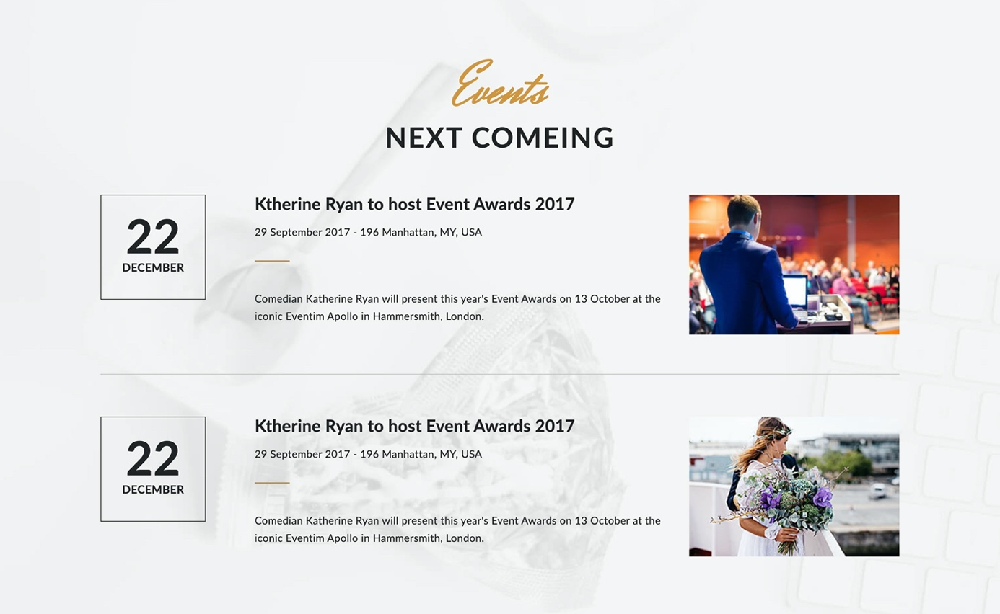 Events
NEXT COMEING
22
DECEMBER
Ktherine Ryan to host Event Awards 2017
29 September 2017 - 196 Manhattan, MY, USA
Comedian Katherine Ryan will present this year's Event Awards on 13 October at the
iconic Eventim Apollo in Hammersmith, London.
22
DECEMBER
Ktherine Ryan to host Event Awards 2017
29 September 2017 - 196 Manhattan, MY, USA
Comedian Katherine Ryan will present this year's Event Awards on 13 October at the
iconic Eventim Apollo in Hammersmith, London.